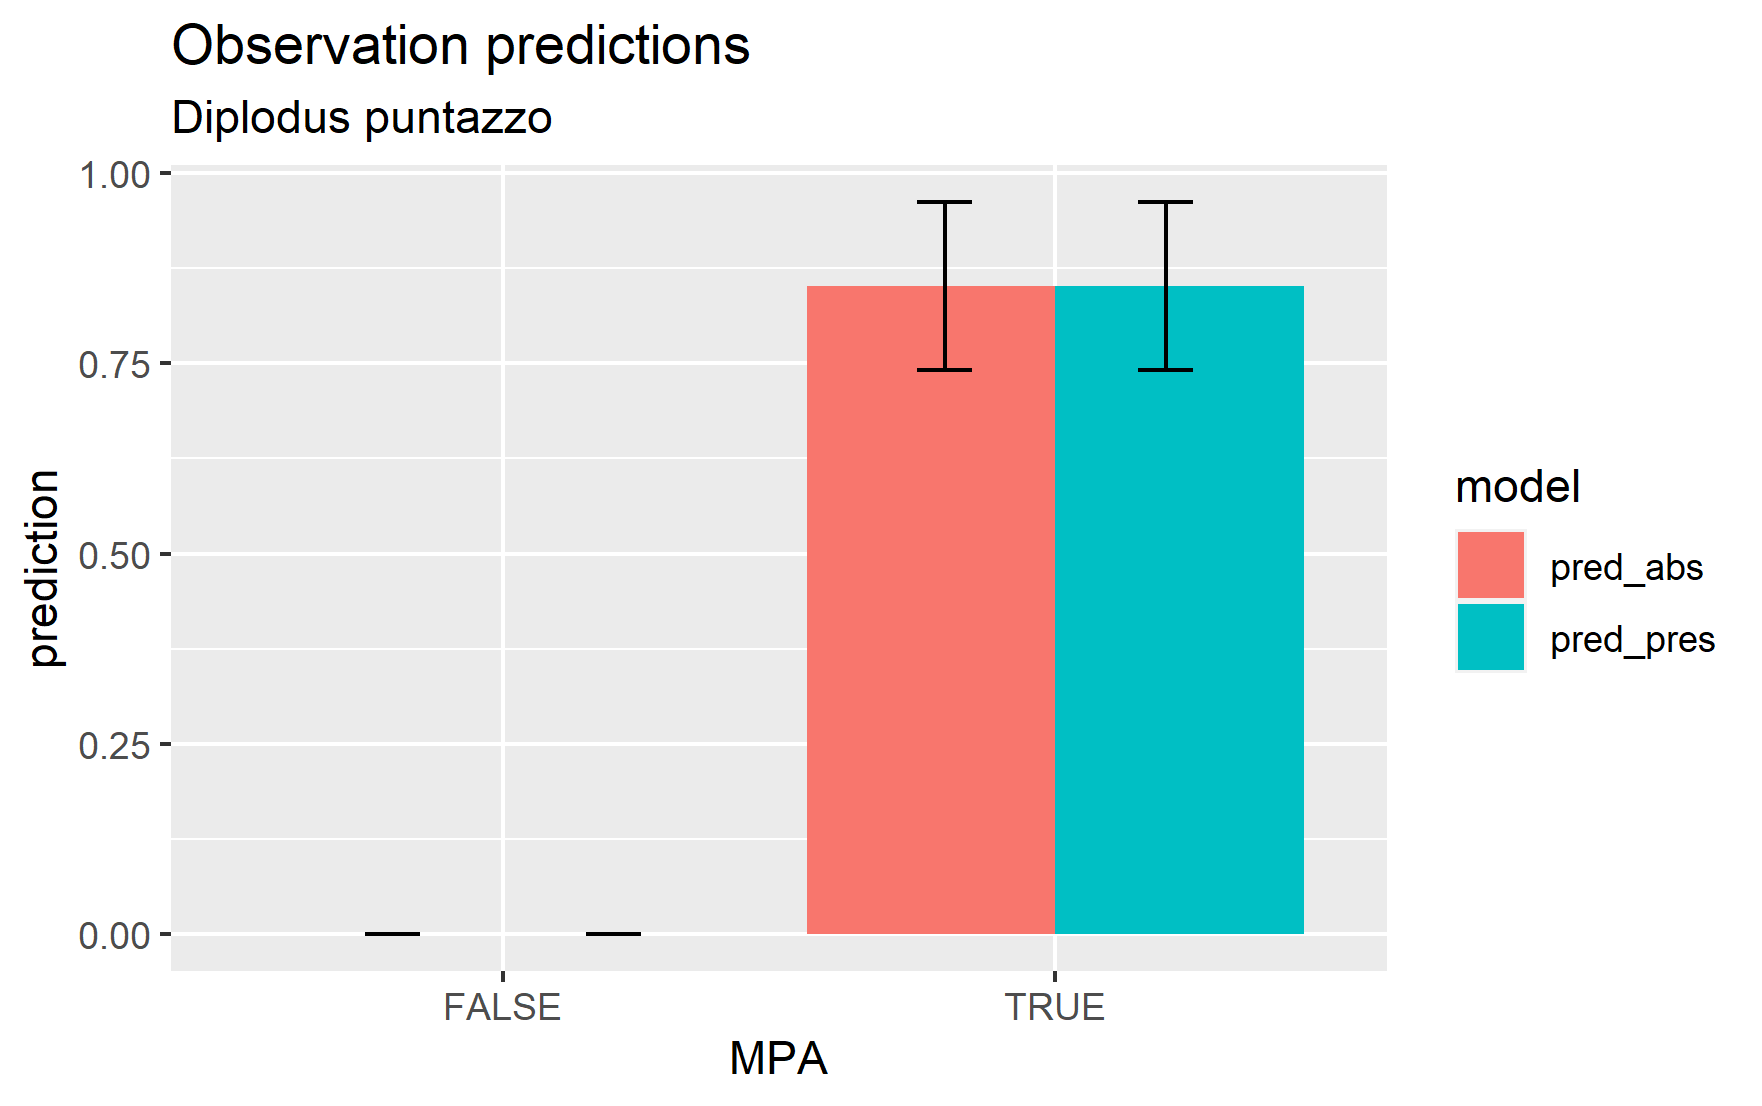 Observation predictions
Diplodus puntazzo
1.00
0.75
0.50
0.25
0.00
prediction
FALSE
TRUE
MPA
model
pred_abs
pred_pres